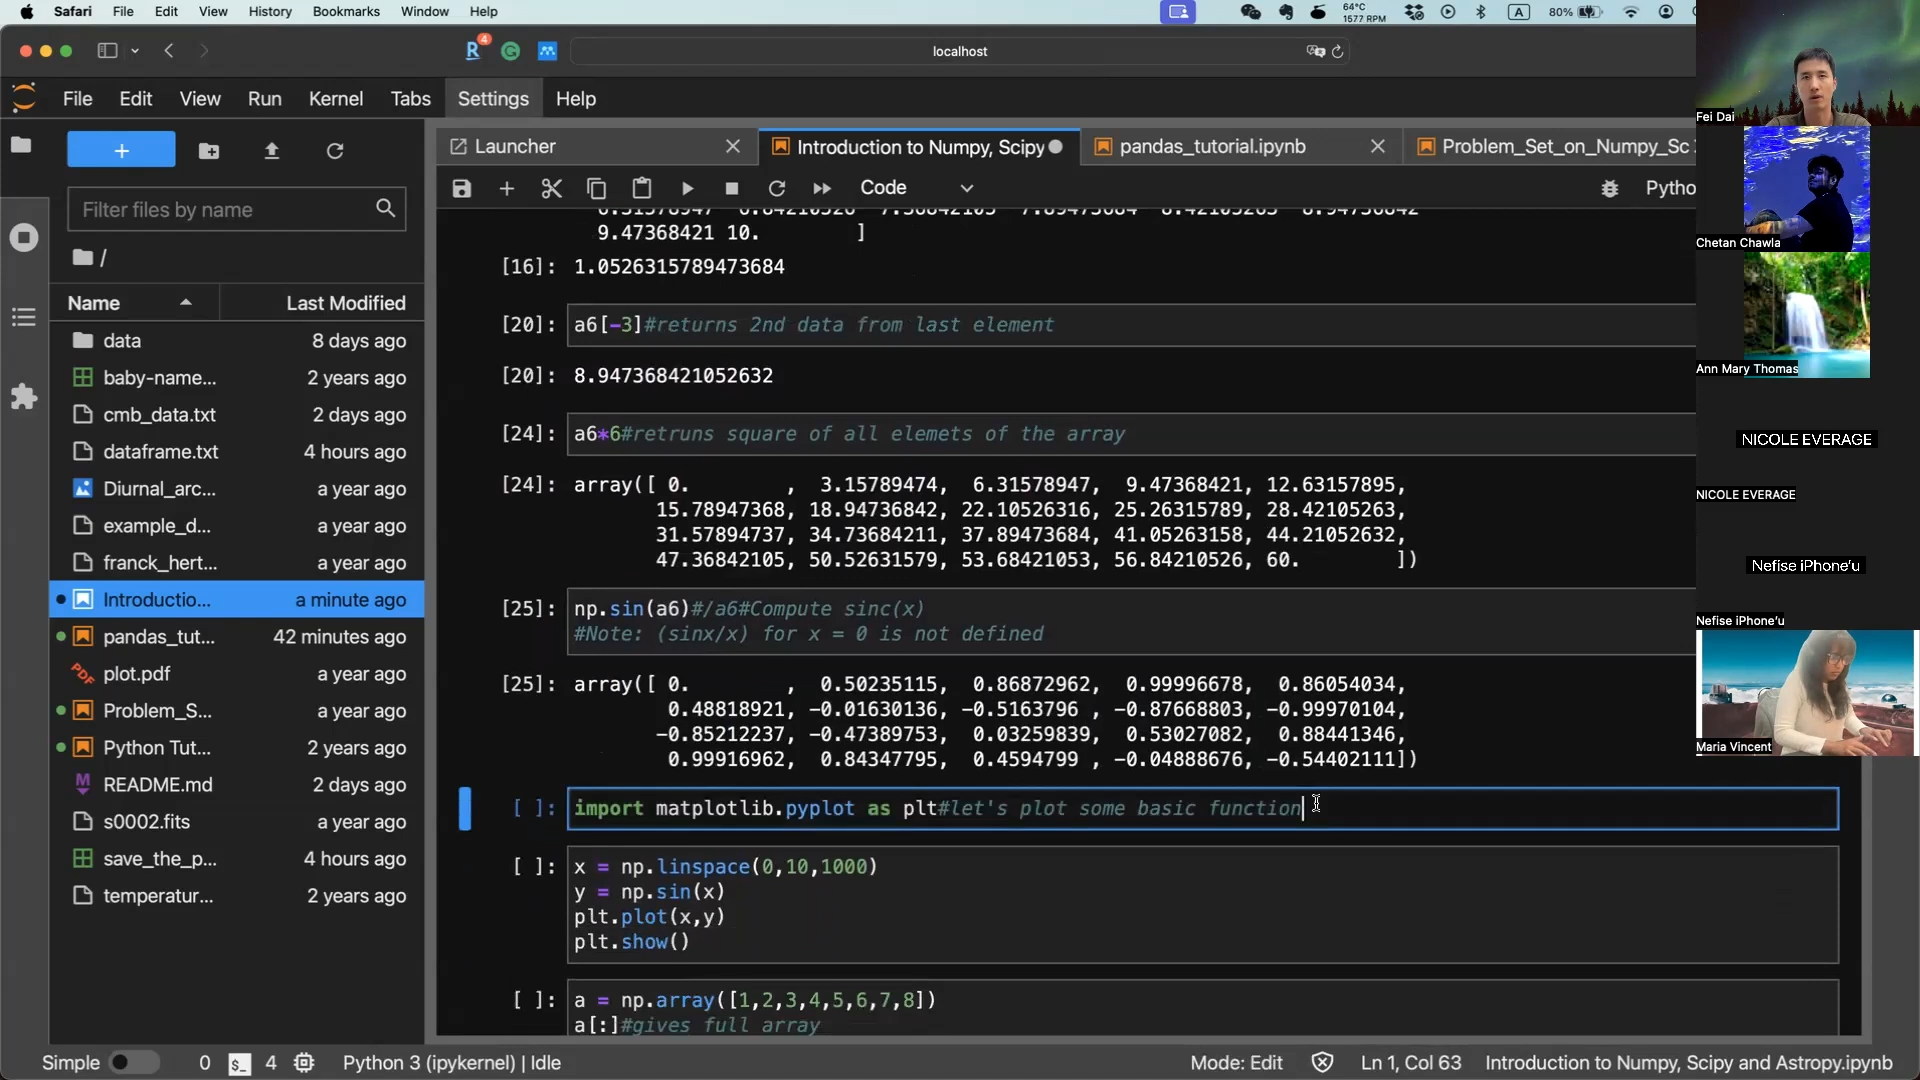 Safari File Edit View History Bookmarks Window Help
64°C
1577 RPM
A
80%
4
localhost
File Edit View Run Kernel Tabs Settings Help
Launcher
Introduction to Numpy, Scipy
pandas_tutorial.ipynb
Problem_Set_on_Numpy_Sc
Code
Pytho
Filter files by name
/
Name Last Modified
data 8 days ago
baby-name... 2 years ago
cmb_data.txt 2 days ago
dataframe.txt 4 hours ago
Diurnal_arc... a year ago
example_d... a year ago
franck_hert... a year ago
Introductio... a minute ago
pandas_tut... 42 minutes ago
plot.pdf a year ago
Problem_S... a year ago
Python Tut... 2 years ago
README.md 2 days ago
s0002.fits a year ago
save_the_p... 4 hours ago
temperatur... 2 years ago
6.31578947 6.84210526 7.36842105 7.89473684 8.42105263 8.94736842
9.47368421 10. ]
[16]: 1.0526315789473684
[20]: a6[-3]#returns 2nd data from last element
[20]: 8.947368421052632
[24]: a6*6#retruns square of all elemets of the array
[24]: array([ 0. , 3.15789474, 6.31578947, 9.47368421, 12.63157895,
15.78947368, 18.94736842, 22.10526316, 25.26315789, 28.42105263,
31.57894737, 34.73684211, 37.89473684, 41.05263158, 44.21052632,
47.36842105, 50.52631579, 53.68421053, 56.84210526, 60. ])
[25]: np.sin(a6)#/a6#Compute sinc(x)
#Note: (sinx/x) for x = 0 is not defined
[25]: array([ 0. , 0.50235115, 0.86872962, 0.99996678, 0.86054034,
0.48818921, -0.01630136, -0.5163796 , -0.87668803, -0.99970104,
-0.85212237, -0.47389753, 0.03259839, 0.53027082, 0.88441346,
0.99916962, 0.84347795, 0.4594799 , -0.04888676, -0.54402111])
[ ]: import matplotlib.pyplot as plt#let's plot some basic function
[ ]: x = np.linspace(0,10,1000)
y = np.sin(x)
plt.plot(x,y)
plt.show()
[ ]: a = np.array([1,2,3,4,5,6,7,8])
a[:]#gives full array
Fei Dai
Chetan Chawla
Ann Mary Thomas
NICOLE EVERAGE
NICOLE EVERAGE
Nefise iPhone'u
Nefise iPhone'u
Maria Vincent
Simple 0 $_ 4 Python 3 (ipykernel) | Idle
Mode: Edit Ln 1, Col 63 Introduction to Numpy, Scipy and Astropy.ipynb